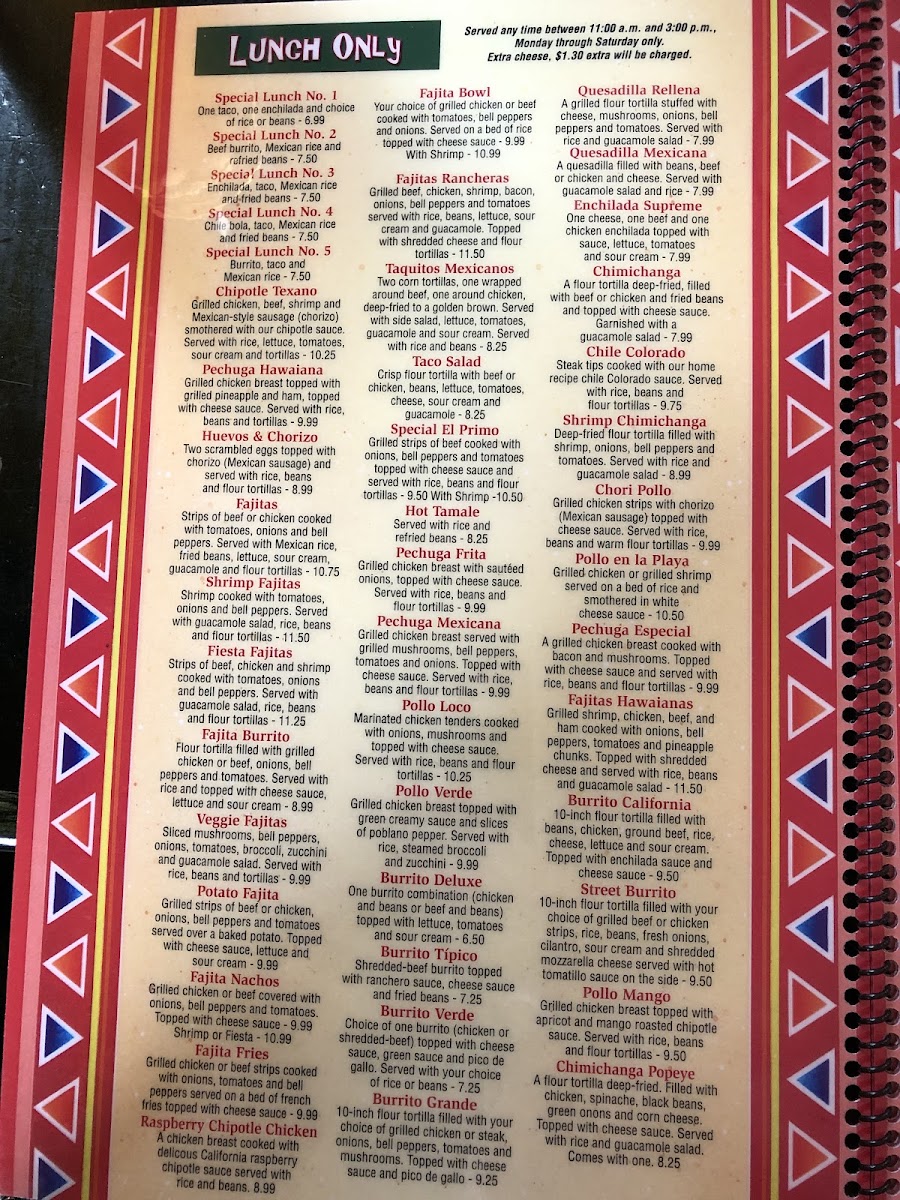 LUNCH ONLY
Served any time between 11:00 a.m. and 3:00 p.m.,
Monday through Saturday only.
Extra cheese, $1.30 extra will be charged.
Special Lunch No. 1
One taco, one enchilada and choice
of rice or beans - 6.99
Special Lunch No. 2
Beef burrito, Mexican rice and
refried beans - 7.50
Special Lunch No. 3
Enchilada, taco, Mexican rice
and fried beans - 7.50
Special Lunch No. 4
Chile bola, taco, Mexican rice
and fried beans - 7.50
Special Lunch No. 5
Burrito, taco and
Mexican rice - 7.50
Chipotle Texano
Grilled chicken, beef, shrimp and
Mexican-style sausage (chorizo)
smothered with our chipotle sauce.
Served with rice, lettuce, tomatoes,
sour cream and tortillas - 10.25
Pechuga Hawaiana
Grilled chicken breast topped with
grilled pineapple and ham, topped
with cheese sauce. Served with rice,
beans and tortillas - 9.99
Huevos & Chorizo
Two scrambled eggs topped with
chorizo (Mexican sausage) and
served with rice, beans
and flour tortillas - 8.99
Fajitas
Strips of beef or chicken cooked
with tomatoes, onions and bell
peppers. Served with Mexican rice,
fried beans, lettuce, sour cream,
guacamole and flour tortillas - 10.75
Shrimp Fajitas
Shrimp cooked with tomatoes,
onions and bell peppers. Served
with guacamole salad, rice, beans
and flour tortillas - 11.50
Fiesta Fajitas
Strips of beef, chicken and shrimp
cooked with tomatoes, onions
and bell peppers. Served with
guacamole salad, rice, beans
and flour tortillas - 11.25
Fajita Burrito
Flour tortilla filled with grilled
chicken or beef, onions, bell
peppers and tomatoes. Served with
rice and topped with cheese sauce,
lettuce and sour cream - 8.99
Veggie Fajitas
Sliced mushrooms, bell peppers,
onions, tomatoes, broccoli, zucchini
and guacamole salad. Served with
rice, beans and tortillas - 9.99
Potato Fajita
Grilled strips of beef or chicken,
onions, bell peppers and tomatoes
served over a baked potato. Topped
with cheese sauce, lettuce and
sour cream - 9.99
Fajita Nachos
Grilled chicken or beef covered with
onions, bell peppers and tomatoes.
Topped with cheese sauce - 9.99
Shrimp or Fiesta - 10.99
Fajita Fries
Grilled chicken or beef strips cooked
with onions, tomatoes and bell
peppers served on a bed of french
fries topped with cheese sauce - 9.99
Raspberry Chipotle Chicken
A chicken breast cooked with
delicous California raspberry
chipotle sauce served with
rice and beans. 8.99
Fajita Bowl
Your choice of grilled chicken or beef
cooked with tomatoes, bell peppers
and onions. Served on a bed of rice
topped with cheese sauce - 9.99
With Shrimp - 10.99
Fajitas Rancheras
Grilled beef, chicken, shrimp, bacon,
onions, bell peppers and tomatoes
served with rice, beans, lettuce, sour
cream and guacamole. Topped
with shredded cheese and flour
tortillas - 11.50
Taquitos Mexicanos
Two corn tortillas, one wrapped
around beef, one around chicken,
deep-fried to a golden brown. Served
with side salad, lettuce, tomatoes,
guacamole and sour cream. Served
with rice and beans - 8.25
Taco Salad
Crisp flour tortilla with beef or
chicken, beans, lettuce, tomatoes,
cheese, sour cream and
guacamole - 8.25
Special El Primo
Grilled strips of beef cooked with
onions, bell peppers and tomatoes
topped with cheese sauce and
served with rice, beans and flour
tortillas - 9.50 With Shrimp -10.50
Hot Tamale
Served with rice and
refried beans - 8.25
Pechuga Frita
Grilled chicken breast with sautéed
onions, topped with cheese sauce.
Served with rice, beans and
flour tortillas - 9.99
Pechuga Mexicana
Grilled chicken breast served with
grilled mushrooms, bell peppers,
tomatoes and onions. Topped with
cheese sauce. Served with rice,
beans and flour tortillas - 9.99
Pollo Loco
Marinated chicken tenders cooked
with onions, mushrooms and
topped with cheese sauce.
Served with rice, beans and flour
tortillas - 10.25
Pollo Verde
Grilled chicken breast topped with
green creamy sauce and slices
of poblano pepper. Served with
rice, steamed broccoli
and zucchini - 9.99
Burrito Deluxe
One burrito combination (chicken
and beans or beef and beans)
topped with lettuce, tomatoes
and sour cream - 6.50
Burrito Típico
Shredded-beef burrito topped
with ranchero sauce, cheese sauce
and fried beans - 7.25
Burrito Verde
Choice of one burrito (chicken or
shredded-beef) topped with cheese
sauce, green sauce and pico de
gallo. Served with your choice
of rice or beans - 7.25
Burrito Grande
10-inch flour tortilla filled with your
choice of grilled chicken or steak,
onions, bell peppers, tomatoes and
mushrooms. Topped with cheese
sauce and pico de gallo - 9.25
Quesadilla Rellena
A grilled flour tortilla stuffed with
cheese, mushrooms, onions, bell
peppers and tomatoes. Served with
rice and guacamole salad - 7.99
Quesadilla Mexicana
A quesadilla filled with beans, beef
or chicken and cheese. Served with
guacamole salad and rice - 7.99
Enchilada Supreme
One cheese, one beef and one
chicken enchilada topped with
sauce, lettuce, tomatoes
and sour cream - 7.99
Chimichanga
A flour tortilla deep-fried, filled
with beef or chicken and fried beans
and topped with cheese sauce.
Garnished with a
guacamole salad - 7.99
Chile Colorado
Steak tips cooked with our home
recipe chile Colorado sauce. Served
with rice, beans and
flour tortillas - 9.75
Shrimp Chimichanga
Deep-fried flour tortilla filled with
shrimp, onions, bell peppers and
tomatoes. Served with rice and
guacamole salad - 8.99
Chori Pollo
Grilled chicken strips with chorizo
(Mexican sausage) topped with
cheese sauce. Served with rice,
beans and warm flour tortillas - 9.99
Pollo en la Playa
Grilled chicken or grilled shrimp
served on a bed of rice and
smothered in white
cheese sauce - 10.50
Pechuga Especial
A grilled chicken breast cooked with
bacon and mushrooms. Topped
with cheese sauce and served with
rice, beans and flour tortillas - 9.99
Fajitas Hawaianas
Grilled shrimp, chicken, beef, and
ham cooked with onions, bell
peppers, tomatoes and pineapple
chunks. Topped with shredded
cheese and served with rice, beans
and guacamole salad - 11.50
Burrito California
10-inch flour tortilla filled with
beans, chicken, ground beef, rice,
cheese, lettuce and sour cream.
Topped with enchilada sauce and
cheese sauce - 9.50
Street Burrito
10-inch flour tortilla filled with your
choice of grilled beef or chicken
strips, rice, beans, fresh onions,
cilantro, sour cream and shredded
mozzarella cheese served with hot
tomatillo sauce on the side - 9.50
Pollo Mango
Grilled chicken breast topped with
apricot and mango roasted chipotle
sauce. Served with rice, beans
and flour tortillas - 9.50
Chimichanga Popeye
A flour tortilla deep-fried. Filled with
chicken, spinache, black beans,
green onons and corn cheese.
Topped with cheese sauce. Served
with rice and guacamole salad.
Comes with one. 8.25